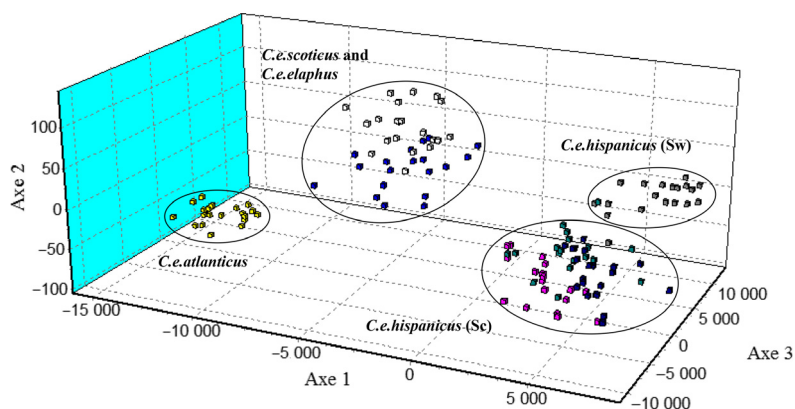 C.e.scoticus and
C.e.elaphus
C.e.hispanicus (Sw)
C.e.atlanticus
C.e.hispanicus (Sc)
Axe 2
100
50
0
−50
−100
−15 000
−10 000
−5 000
0
5 000
Axe 1
10 000
5 000
0
−5 000
−10 000
Axe 3